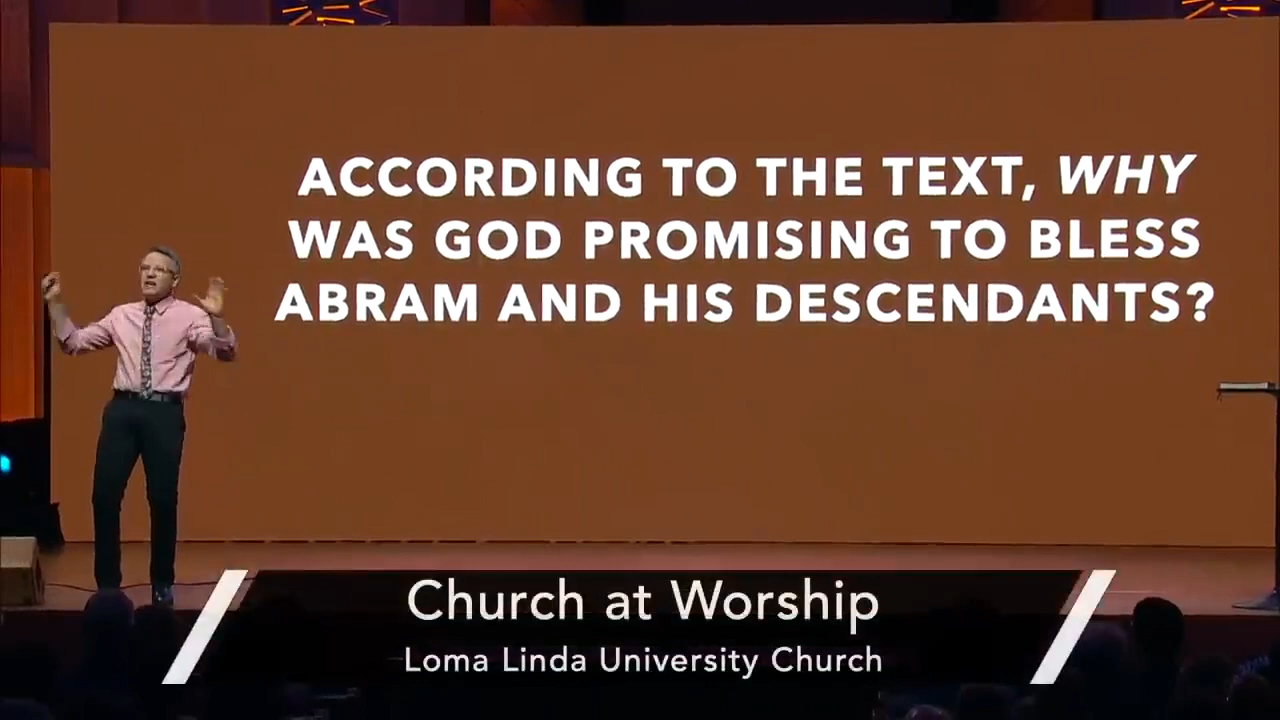 ACCORDING TO THE TEXT, WHY
WAS GOD PROMISING TO BLESS
ABRAM AND HIS DESCENDANTS?
Church at Worship
Loma Linda University Church